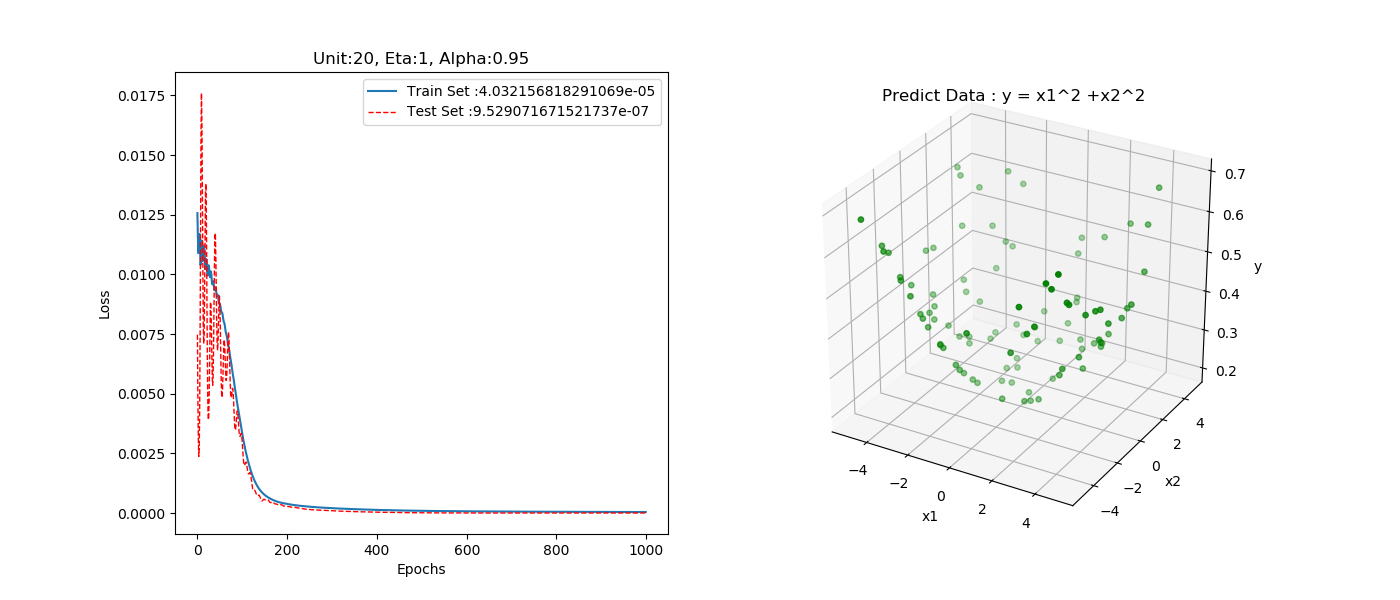 Unit:20, Eta:1, Alpha:0.95
Train Set :4.032156818291069e-05
Test Set :9.529071671521737e-07
0.0175
0.0150
0.0125
0.0100
0.0075
0.0050
0.0025
0.0000
Loss
0 200 400 600 800 1000
Epochs
Predict Data : y = x1^2 +x2^2
0.7
0.6
0.5
0.4
0.3
0.2
y
−4 −2 0 2 4
x1
−4 −2 0 2 4
x2